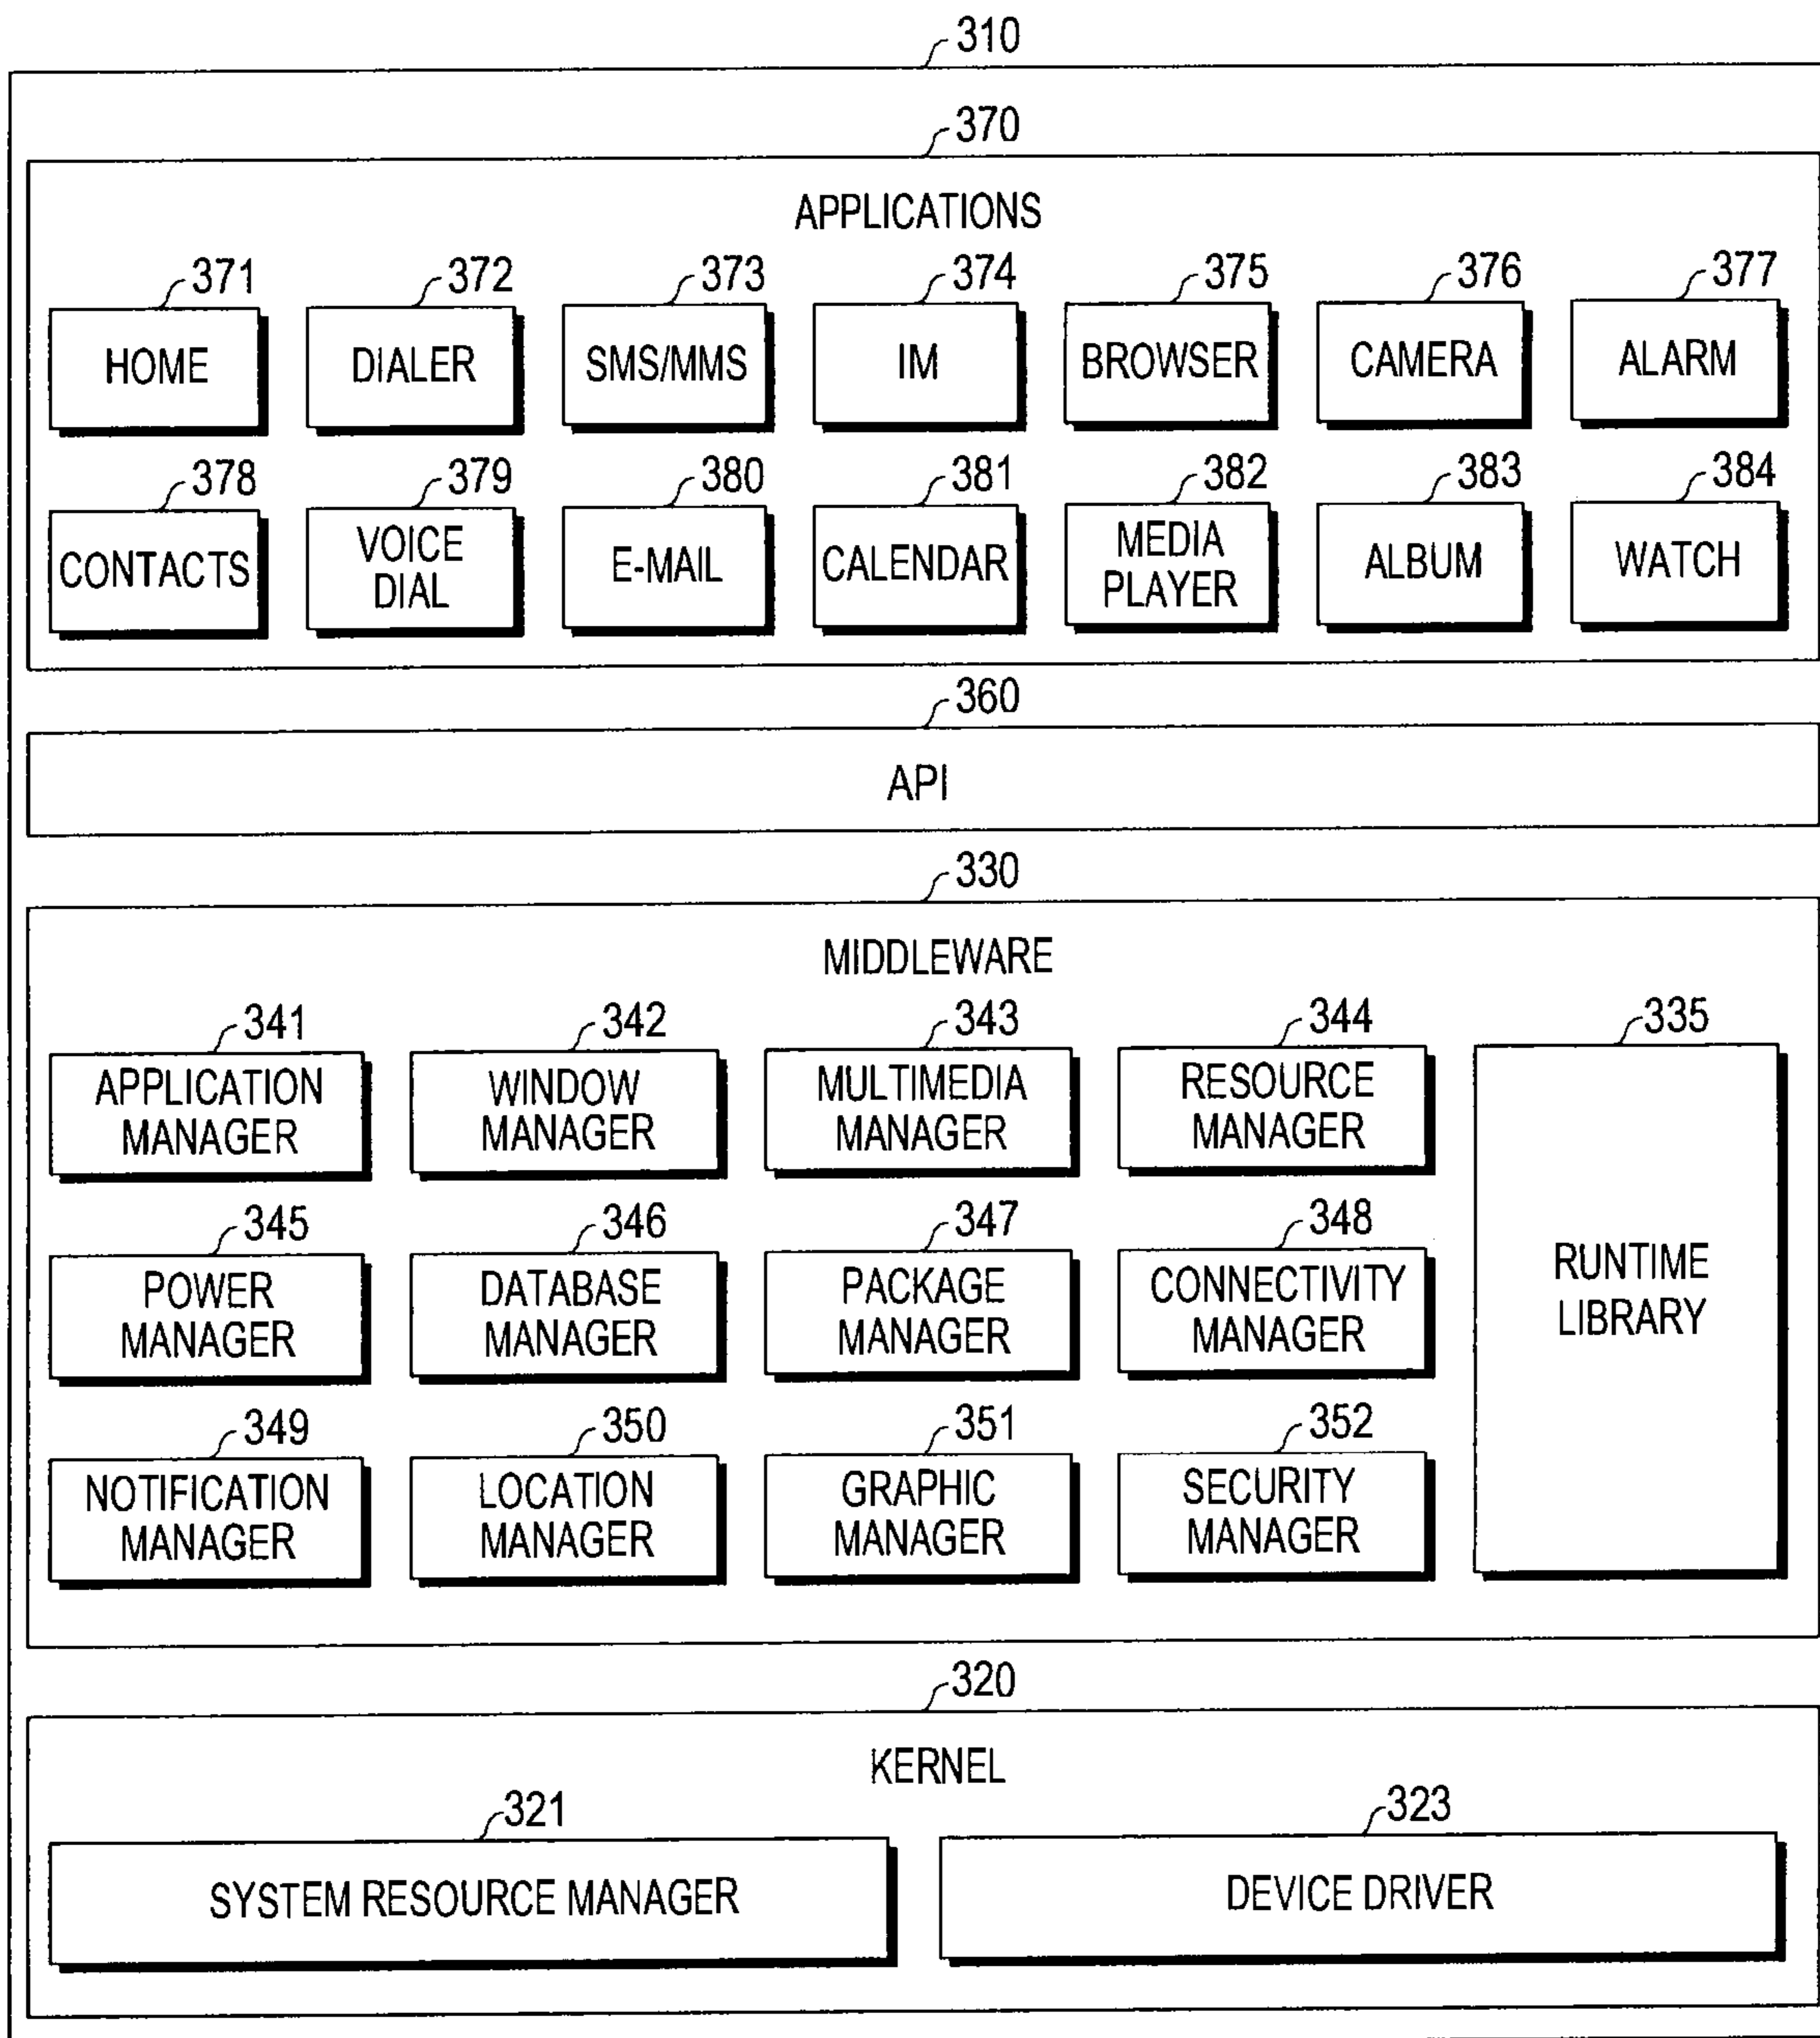 310
370
APPLICATIONS
371 372 373 374 375 376 377
HOME DIALER SMS/MMS IM BROWSER CAMERA ALARM
378 379 380 381 382 383 384
CONTACTS
VOICE
DIAL
E-MAIL
CALENDAR
MEDIA
PLAYER
ALBUM
WATCH
360
API
330
MIDDLEWARE
341 342 343 344 335
APPLICATION
MANAGER
WINDOW
MANAGER
MULTIMEDIA
MANAGER
RESOURCE
MANAGER
345 346 347 348
POWER
MANAGER
DATABASE
MANAGER
PACKAGE
MANAGER
CONNECTIVITY
MANAGER
RUNTIME
LIBRARY
349 350 351 352
NOTIFICATION
MANAGER
LOCATION
MANAGER
GRAPHIC
MANAGER
SECURITY
MANAGER
320
KERNEL
321 323
SYSTEM RESOURCE MANAGER
DEVICE DRIVER